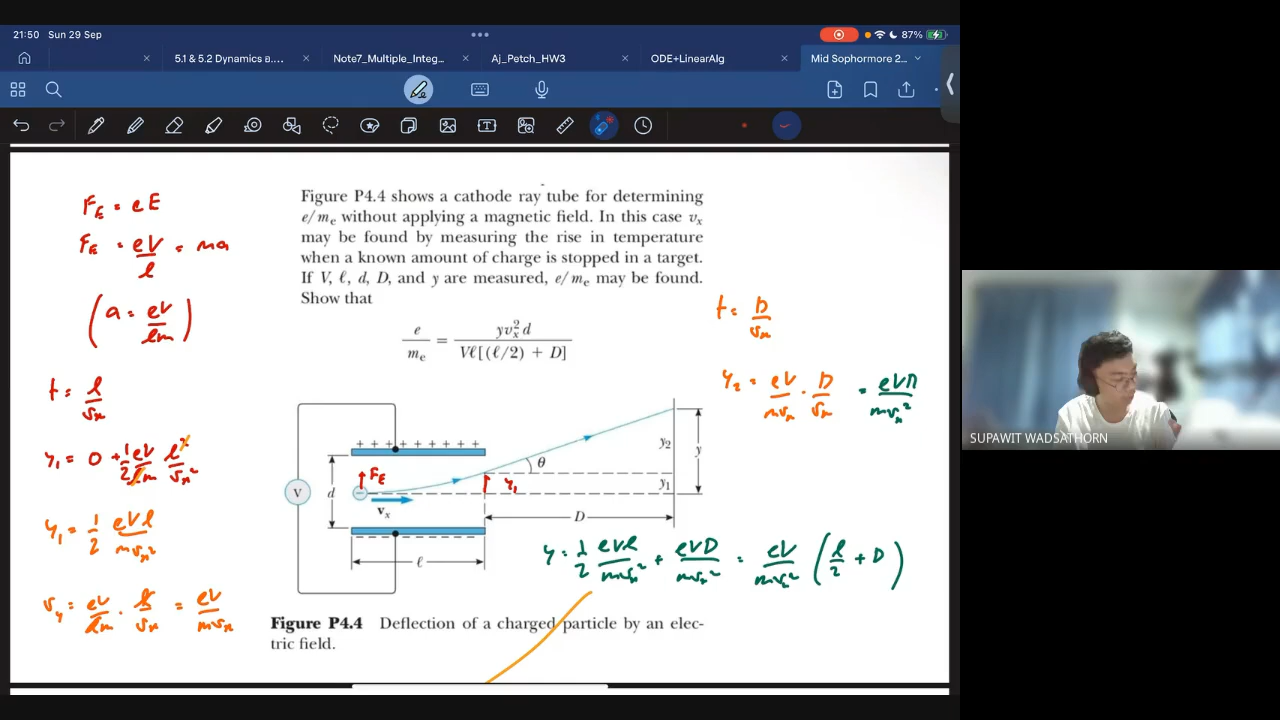 21:50 Sun 29 Sep
87%
5.1 & 5.2 Dynamics a....
Note7_Multiple_Integ...
Aj_Petch_HW3
ODE+LinearAlg
Mid Sophormore 2...
F_E = eE
F_E = eV/l = ma
(a = eV/lm)
t = l/v_x
y_1 = 0 + 1/2 eV/lm l²/v_x²
y_1 = 1/2 eVl/mv_x²
v_y = eV/lm · l/v_x = eV/mv_x
Figure P4.4 shows a cathode ray tube for determining
e/m_e without applying a magnetic field. In this case v_x
may be found by measuring the rise in temperature
when a known amount of charge is stopped in a target.
If V, ℓ, d, D, and y are measured, e/m_e may be found.
Show that
e/m_e = yv_x²d / Vℓ[(ℓ/2) + D]
t = D/v_x
y_2 = eV/mv_x · D/v_x = eVD/mv_x²
+ + + + + + + + +
V
d
F_E
v_x
θ
y_1
y_2
y_1
y
D
ℓ
y = 1/2 eVl/mv_x² + eVD/mv_x² = eV/mv_x² (l/2 + D)
Figure P4.4 Deflection of a charged particle by an elec-
tric field.
SUPAWIT WADSATHORN